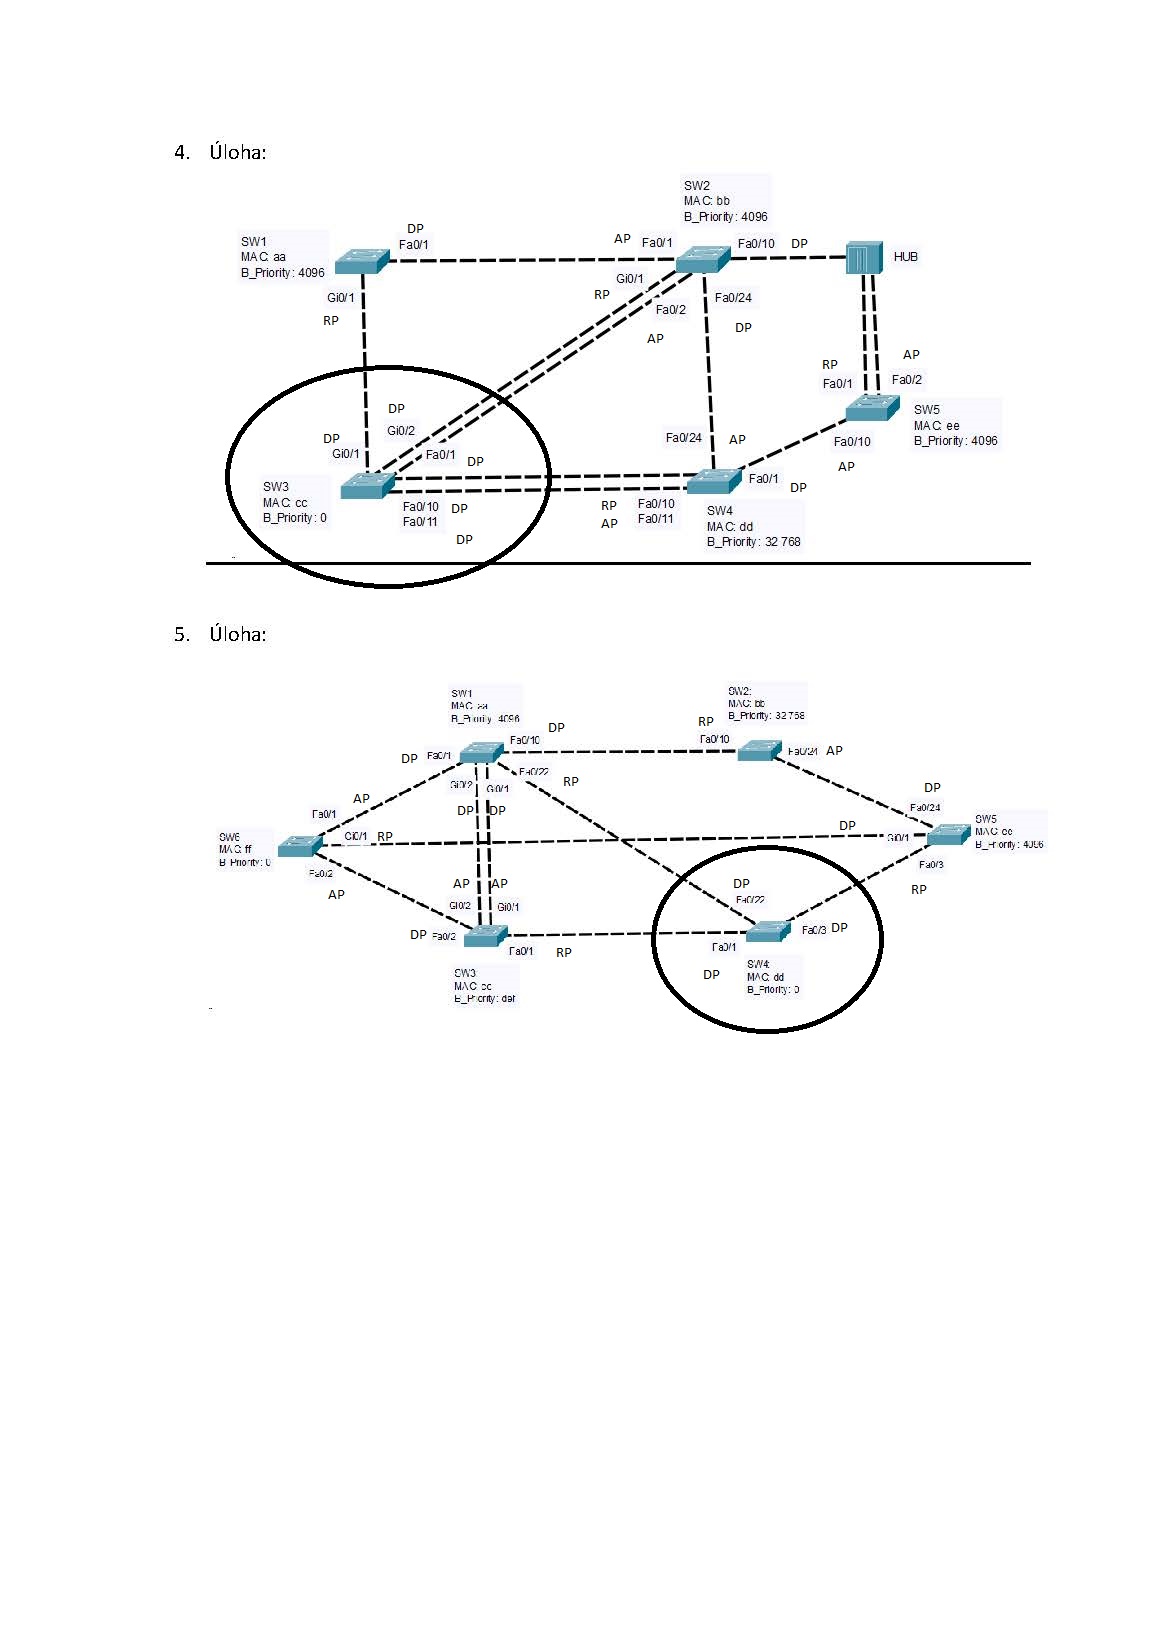 4. Úloha:
SW2
MAC: bb
B_Priority: 4096
DP
SW1
MAC: aa
B_Priority: 4096
Fa0/1
AP
Fa0/1
Fa0/10
DP
HUB
Gi0/1
RP
Gi0/1
RP
Fa0/2
AP
Fa0/24
DP
RP
Fa0/1
AP
Fa0/2
DP
Gi0/2
DP
Gi0/1
Fa0/1
DP
Fa0/24
AP
SW5
MAC: ee
B_Priority: 4096
Fa0/10
AP
SW3
MAC: cc
B_Priority: 0
Fa0/10
DP
Fa0/11
DP
RP
AP
Fa0/10
Fa0/11
Fa0/1
DP
SW4
MAC: dd
B_Priority: 32 768
5. Úloha:
SW1
MAC: aa
B_Priority: 4096
DP
Fa0/10
SW2:
MAC: bb
B_Priority: 32 768
RP
Fa0/10
DP
Fa0/1
Fa0/22
RP
Fa0/24
AP
Gi0/2
Gi0/1
DP
DP
AP
Fa0/1
DP
Fa0/24
SW6
MAC: ff
B_Priority: 0
Gi0/1
RP
DP
Gi0/1
SW5
MAC: ee
B_Priority: 4096
Fa0/2
AP
Fa0/3
RP
AP
AP
Gi0/2
Gi0/1
DP
Fa0/22
DP
Fa0/2
Fa0/1
RP
Fa0/1
DP
Fa0/3
DP
SW3:
MAC: cc
B_Priority: def
SW4:
MAC: dd
B_Priority: 0